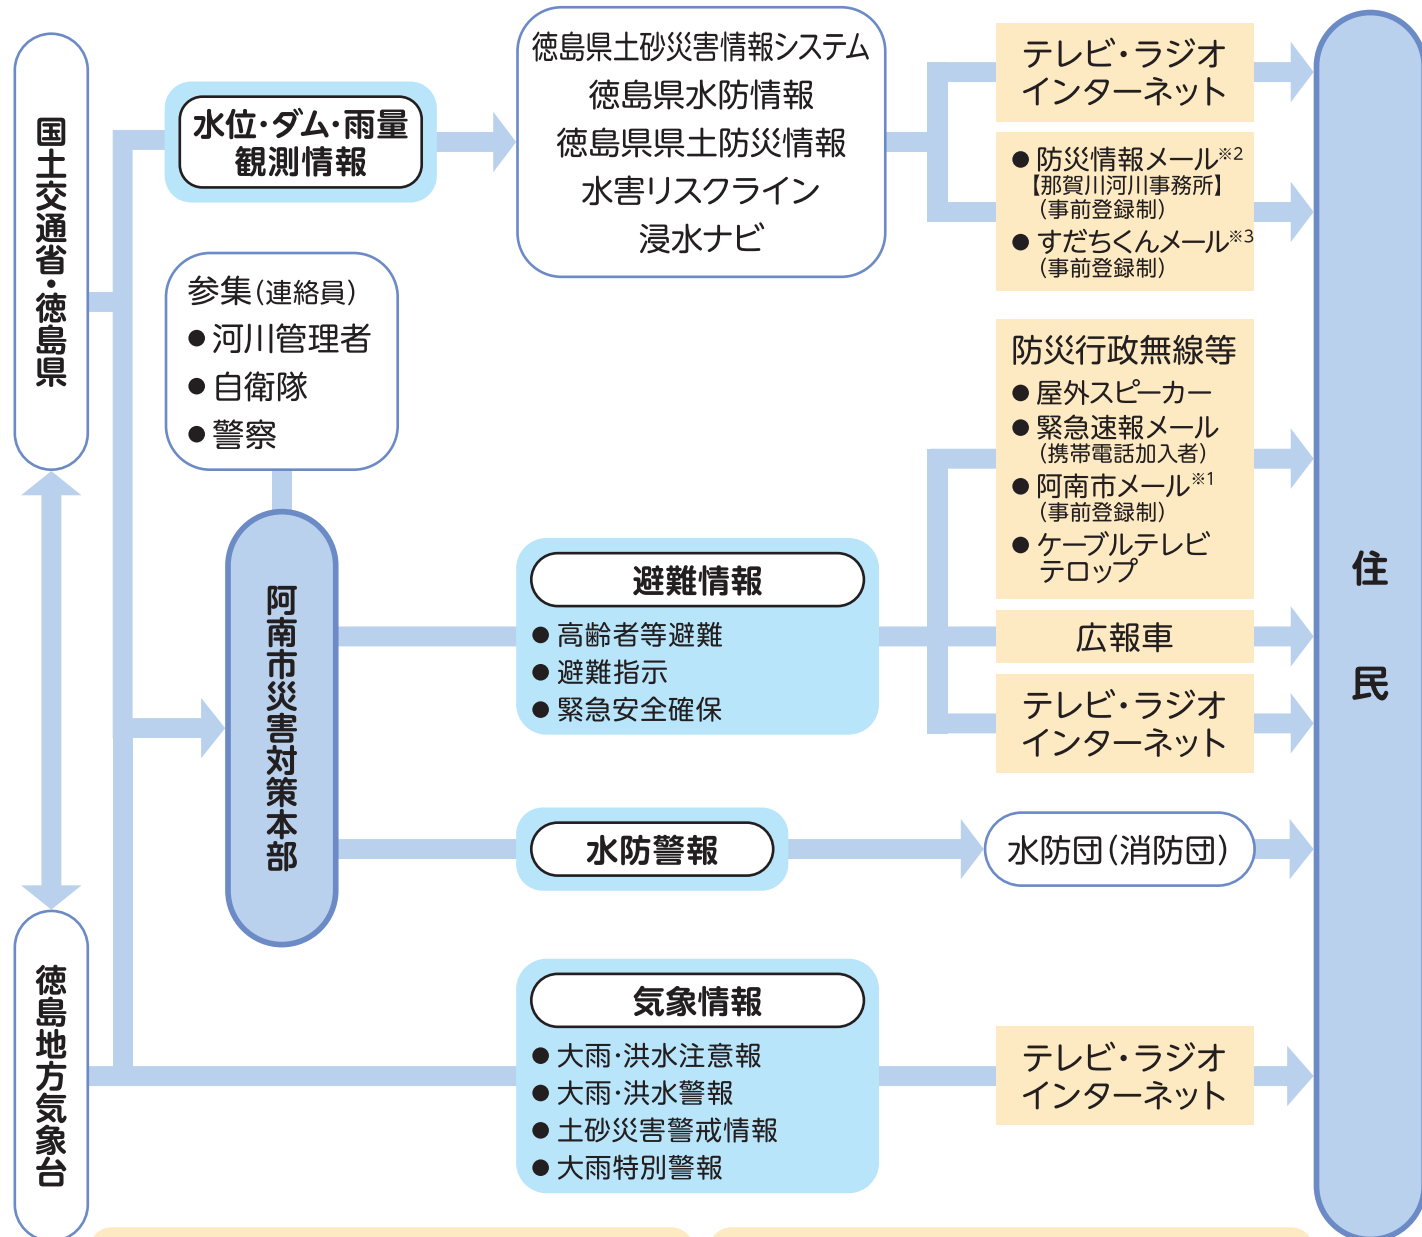 国土交通省・徳島県
水位・ダム・雨量
観測情報
徳島県土砂災害情報システム
徳島県水防情報
徳島県県土防災情報
水害リスクライン
浸水ナビ
テレビ・ラジオ
インターネット
●防災情報メール※2
【那賀川河川事務所】
(事前登録制)
●すだちくんメール※3
(事前登録制)
参集(連絡員)
●河川管理者
●自衛隊
●警察
阿南市災害対策本部
避難情報
●高齢者等避難
●避難指示
●緊急安全確保
防災行政無線等
●屋外スピーカー
●緊急速報メール
(携帯電話加入者)
●阿南市メール※1
(事前登録制)
●ケーブルテレビ
テロップ
広報車
テレビ・ラジオ
インターネット
水防警報
水防団(消防団)
徳島地方気象台
気象情報
●大雨・洪水注意報
●大雨・洪水警報
●土砂災害警戒情報
●大雨特別警報
テレビ・ラジオ
インターネット
住民